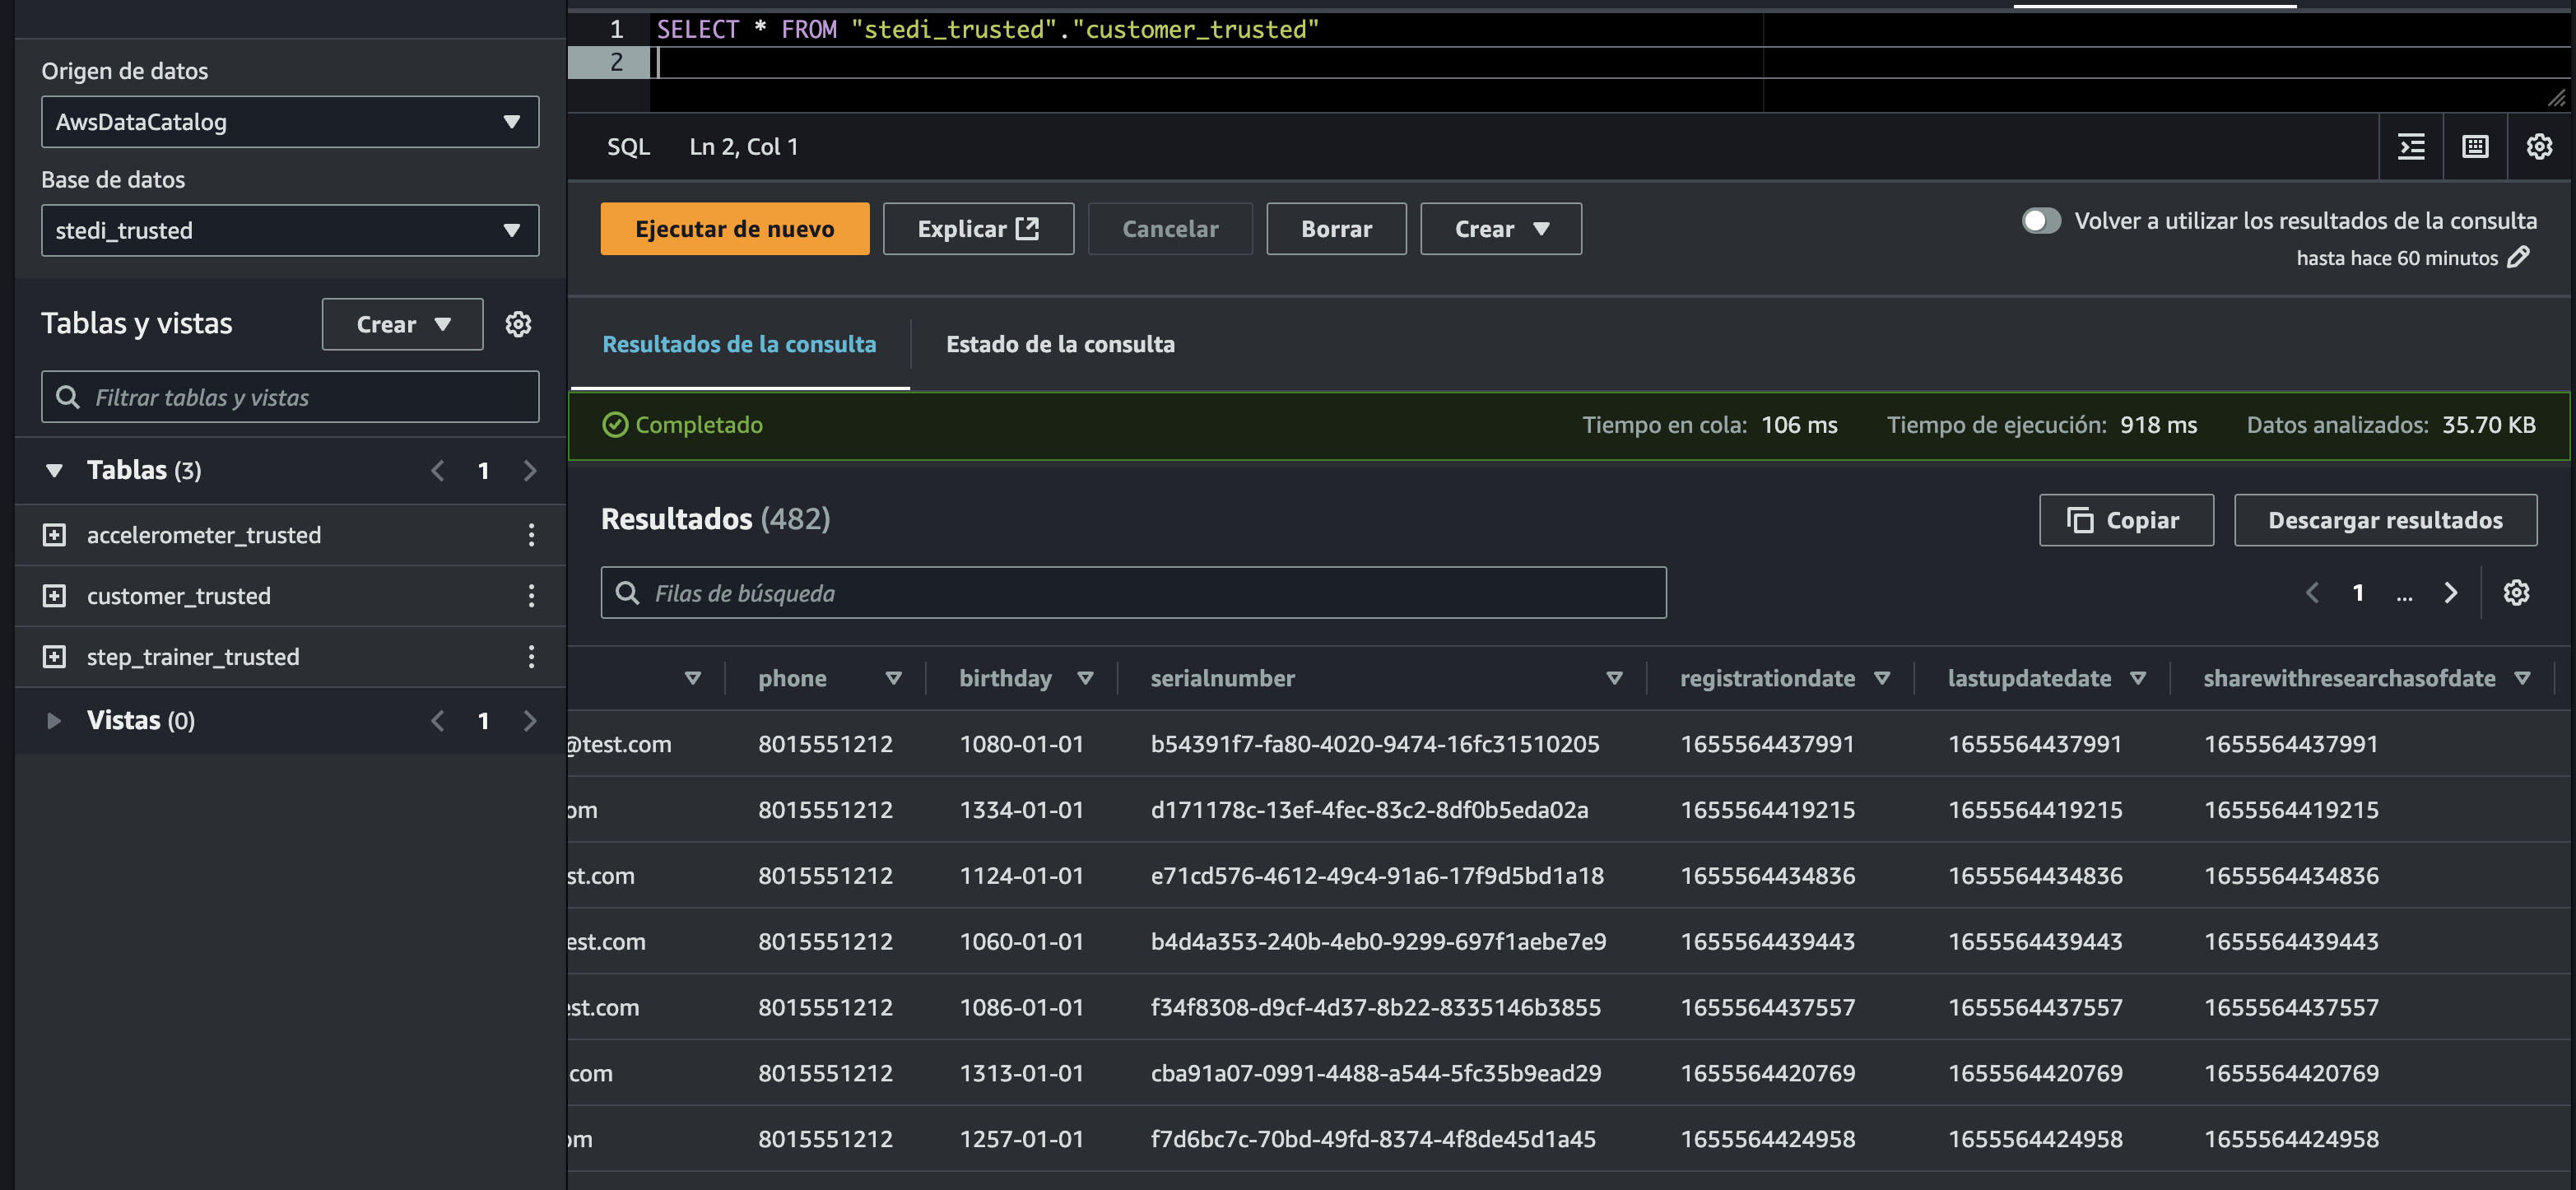 1 SELECT * FROM "stedi_trusted"."customer_trusted"
2
Origen de datos
AwsDataCatalog
Base de datos
stedi_trusted
Tablas y vistas
Crear
Filtrar tablas y vistas
Tablas (3) 1
accelerometer_trusted
customer_trusted
step_trainer_trusted
Vistas (0) 1
SQL Ln 2, Col 1
Ejecutar de nuevo Explicar Cancelar Borrar Crear
Volver a utilizar los resultados de la consulta
hasta hace 60 minutos
Resultados de la consulta Estado de la consulta
Completado Tiempo en cola: 106 ms Tiempo de ejecución: 918 ms Datos analizados: 35.70 KB
Resultados (482) Copiar Descargar resultados
Filas de búsqueda 1 ...
phone birthday serialnumber registrationdate lastupdatedate sharewithresearchasofdate
@test.com 8015551212 1080-01-01 b54391f7-fa80-4020-9474-16fc31510205 1655564437991 1655564437991 1655564437991
om 8015551212 1334-01-01 d171178c-13ef-4fec-83c2-8df0b5eda02a 1655564419215 1655564419215 1655564419215
st.com 8015551212 1124-01-01 e71cd576-4612-49c4-91a6-17f9d5bd1a18 1655564434836 1655564434836 1655564434836
est.com 8015551212 1060-01-01 b4d4a353-240b-4eb0-9299-697f1aebe7e9 1655564439443 1655564439443 1655564439443
est.com 8015551212 1086-01-01 f34f8308-d9cf-4d37-8b22-8335146b3855 1655564437557 1655564437557 1655564437557
.com 8015551212 1313-01-01 cba91a07-0991-4488-a544-5fc35b9ead29 1655564420769 1655564420769 1655564420769
om 8015551212 1257-01-01 f7d6bc7c-70bd-49fd-8374-4f8de45d1a45 1655564424958 1655564424958 1655564424958